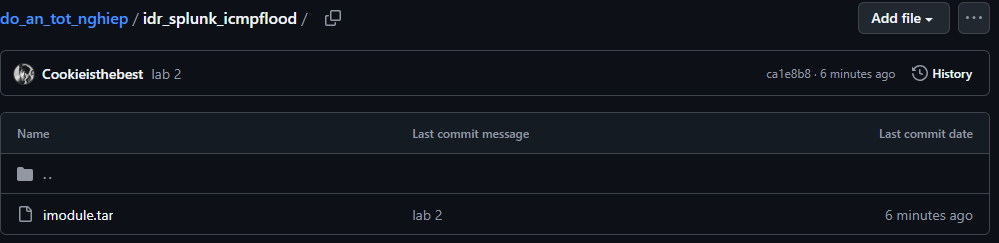 do_an_tot_nghiep / idr_splunk_icmpflood /
Add file
Cookieisthebest lab 2
ca1e8b8 · 6 minutes ago History
Name Last commit message Last commit date
..
imodule.tar lab 2 6 minutes ago